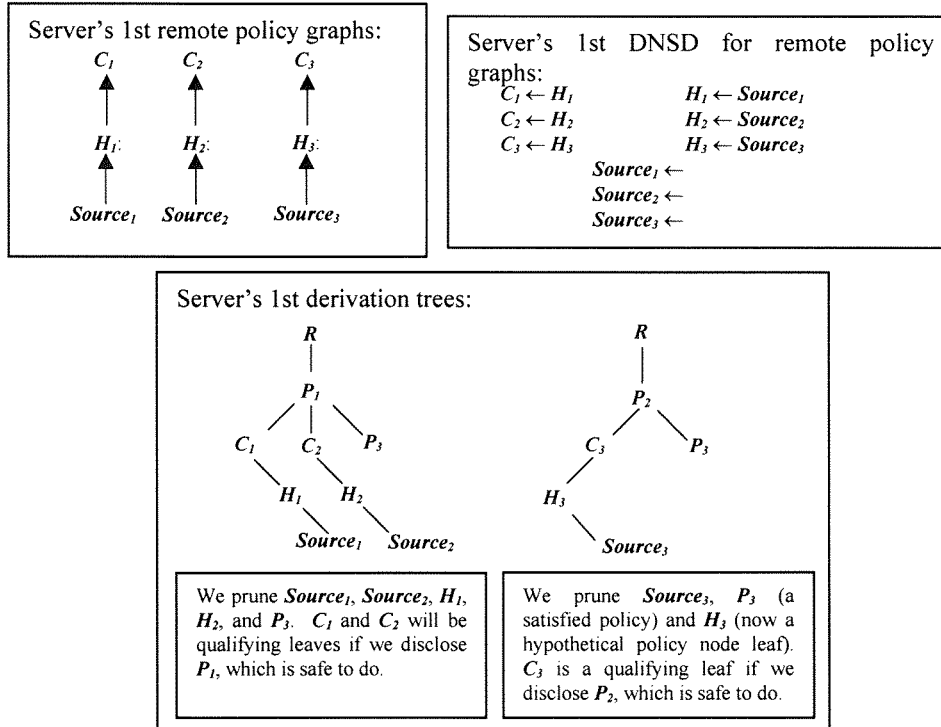 Server's 1st remote policy graphs:
C1 C2 C3
H1: H2: H3:
Source1 Source2 Source3
Server's 1st DNSD for remote policy
graphs:
C1 ← H1 H1 ← Source1
C2 ← H2 H2 ← Source2
C3 ← H3 H3 ← Source3
Source1 ←
Source2 ←
Source3 ←
Server's 1st derivation trees:
R
P1
C1 C2 P3
H1 H2
Source1 Source2
R
P2
C3 P3
H3
Source3
We prune Source1, Source2, H1,
H2, and P3. C1 and C2 will be
qualifying leaves if we disclose
P1, which is safe to do.
We prune Source3, P3 (a
satisfied policy) and H3 (now a
hypothetical policy node leaf).
C3 is a qualifying leaf if we
disclose P2, which is safe to do.